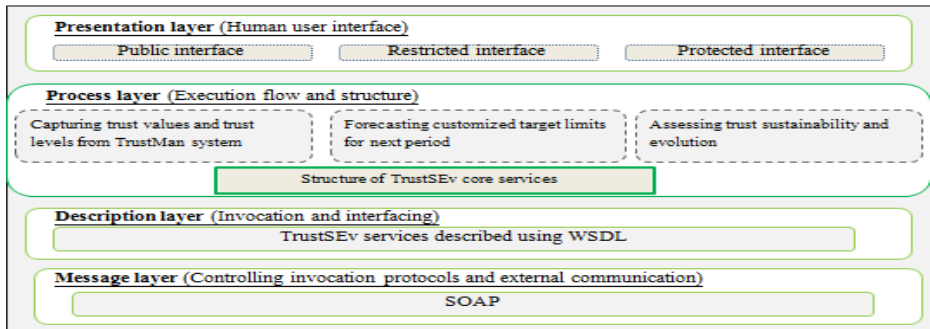 Presentation layer (Human user interface)
Public interface
Restricted interface
Protected interface
Process layer (Execution flow and structure)
Capturing trust values and trust
levels from TrustMan system
Forecasting customized target limits
for next period
Assessing trust sustainability and
evolution
Structure of TrustSEv core services
Description layer (Invocation and interfacing)
TrustSEv services described using WSDL
Message layer (Controlling invocation protocols and external communication)
SOAP